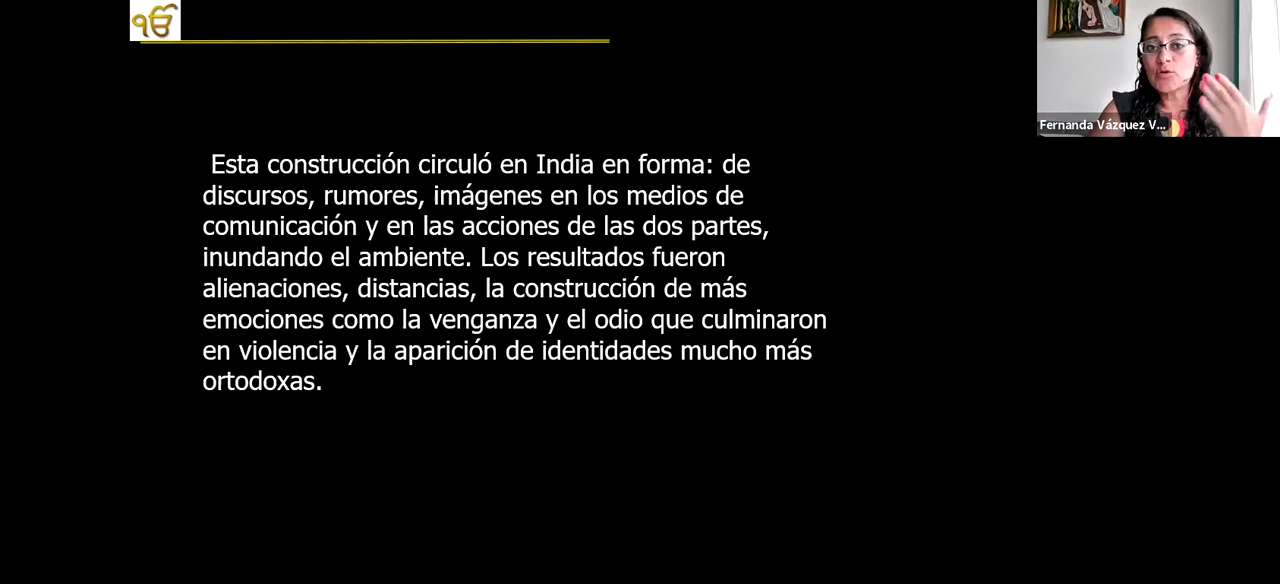 ੴ
Fernanda Vázquez V...
Esta construcción circuló en India en forma: de
discursos, rumores, imágenes en los medios de
comunicación y en las acciones de las dos partes,
inundando el ambiente. Los resultados fueron
alienaciones, distancias, la construcción de más
emociones como la venganza y el odio que culminaron
en violencia y la aparición de identidades mucho más
ortodoxas.